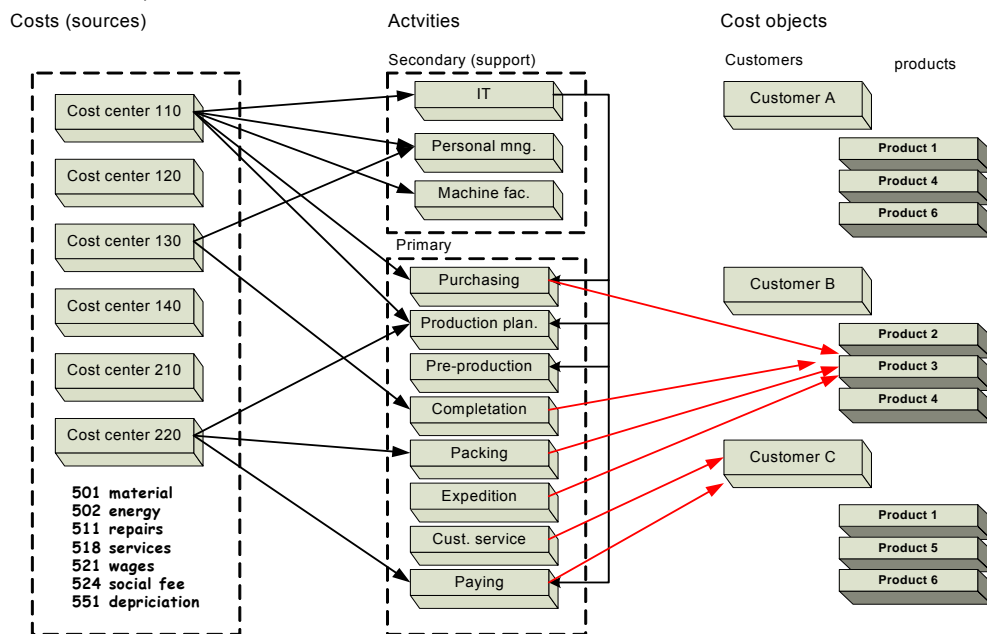 Costs (sources)
Actvities
Cost objects
Secondary (support)
Customers
products
Cost center 110
Cost center 120
Cost center 130
Cost center 140
Cost center 210
Cost center 220
501 material
502 energy
511 repairs
518 services
521 wages
524 social fee
551 depriciation
IT
Personal mng.
Machine fac.
Primary
Purchasing
Production plan.
Pre-production
Completation
Packing
Expedition
Cust. service
Paying
Customer A
Product 1
Product 4
Product 6
Customer B
Product 2
Product 3
Product 4
Customer C
Product 1
Product 5
Product 6